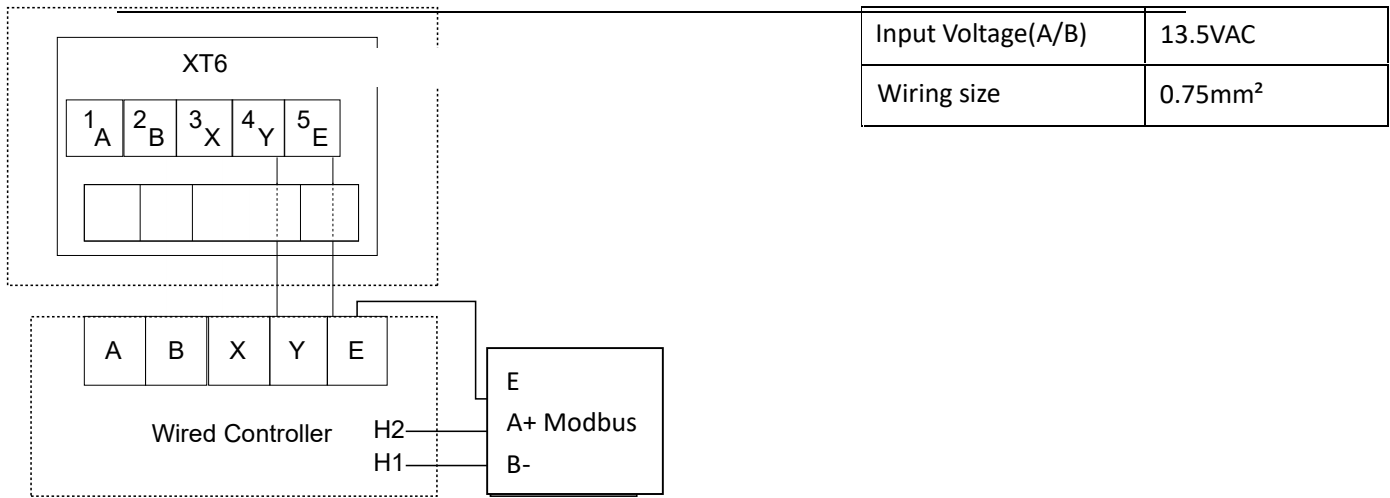 XT6
1A 2B 3X 4Y 5E
A B X Y E
Wired Controller
H2
H1
E
A+ Modbus
B-
Input Voltage(A/B) 13.5VAC
Wiring size 0.75mm²